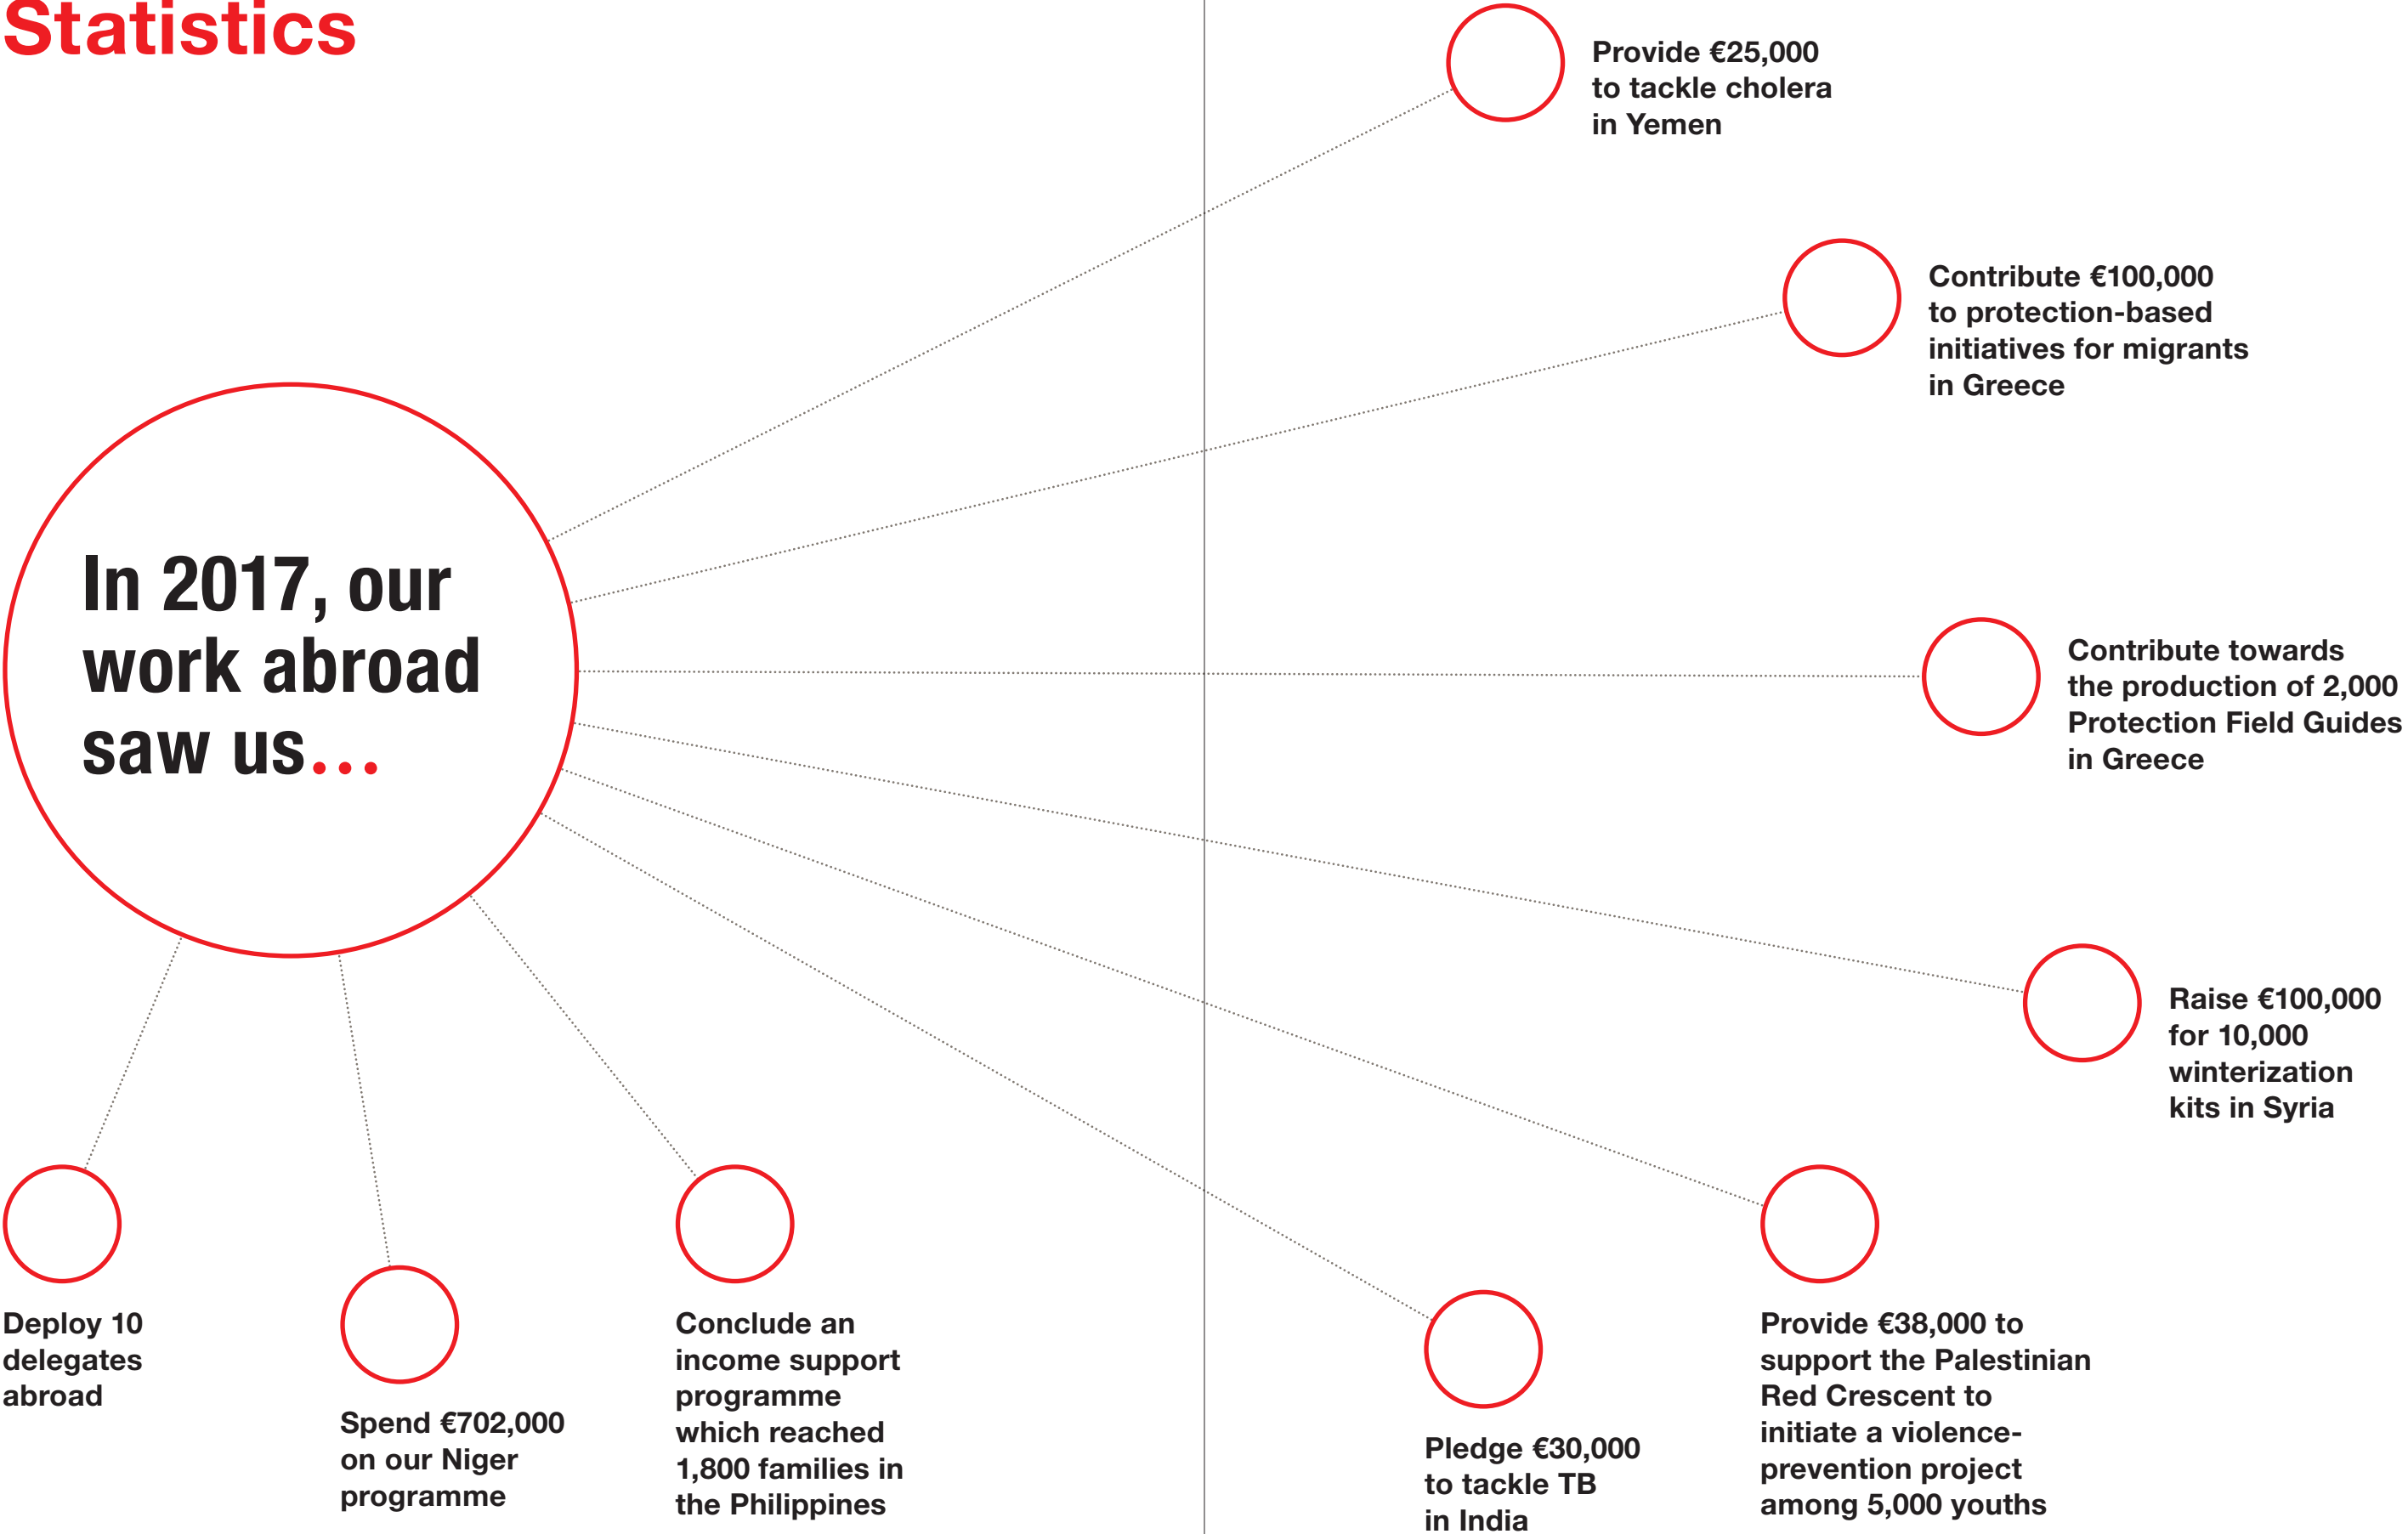 Statistics
In 2017, our
work abroad
saw us...
Provide €25,000
to tackle cholera
in Yemen
Contribute €100,000
to protection-based
initiatives for migrants
in Greece
Contribute towards
the production of 2,000
Protection Field Guides
in Greece
Raise €100,000
for 10,000
winterization
kits in Syria
Provide €38,000 to
support the Palestinian
Red Crescent to
initiate a violence-
prevention project
among 5,000 youths
Pledge €30,000
to tackle TB
in India
Conclude an
income support
programme
which reached
1,800 families in
the Philippines
Spend €702,000
on our Niger
programme
Deploy 10
delegates
abroad